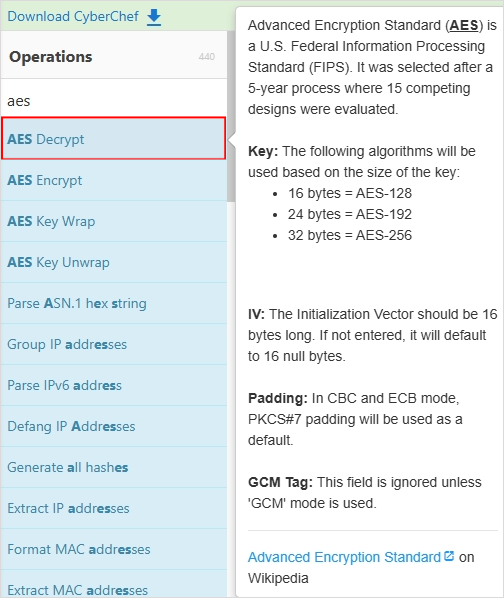 Download CyberChef
Operations
440
aes
AES Decrypt
AES Encrypt
AES Key Wrap
AES Key Unwrap
Parse ASN.1 hex string
Group IP addresses
Parse IPv6 address
Defang IP Addresses
Generate all hashes
Extract IP addresses
Format MAC addresses
Extract MAC addresses
Advanced Encryption Standard (AES) is
a U.S. Federal Information Processing
Standard (FIPS). It was selected after a
5-year process where 15 competing
designs were evaluated.
Key: The following algorithms will be
used based on the size of the key:
• 16 bytes = AES-128
• 24 bytes = AES-192
• 32 bytes = AES-256
IV: The Initialization Vector should be 16
bytes long. If not entered, it will default
to 16 null bytes.
Padding: In CBC and ECB mode,
PKCS#7 padding will be used as a
default.
GCM Tag: This field is ignored unless
'GCM' mode is used.
Advanced Encryption Standard on
Wikipedia